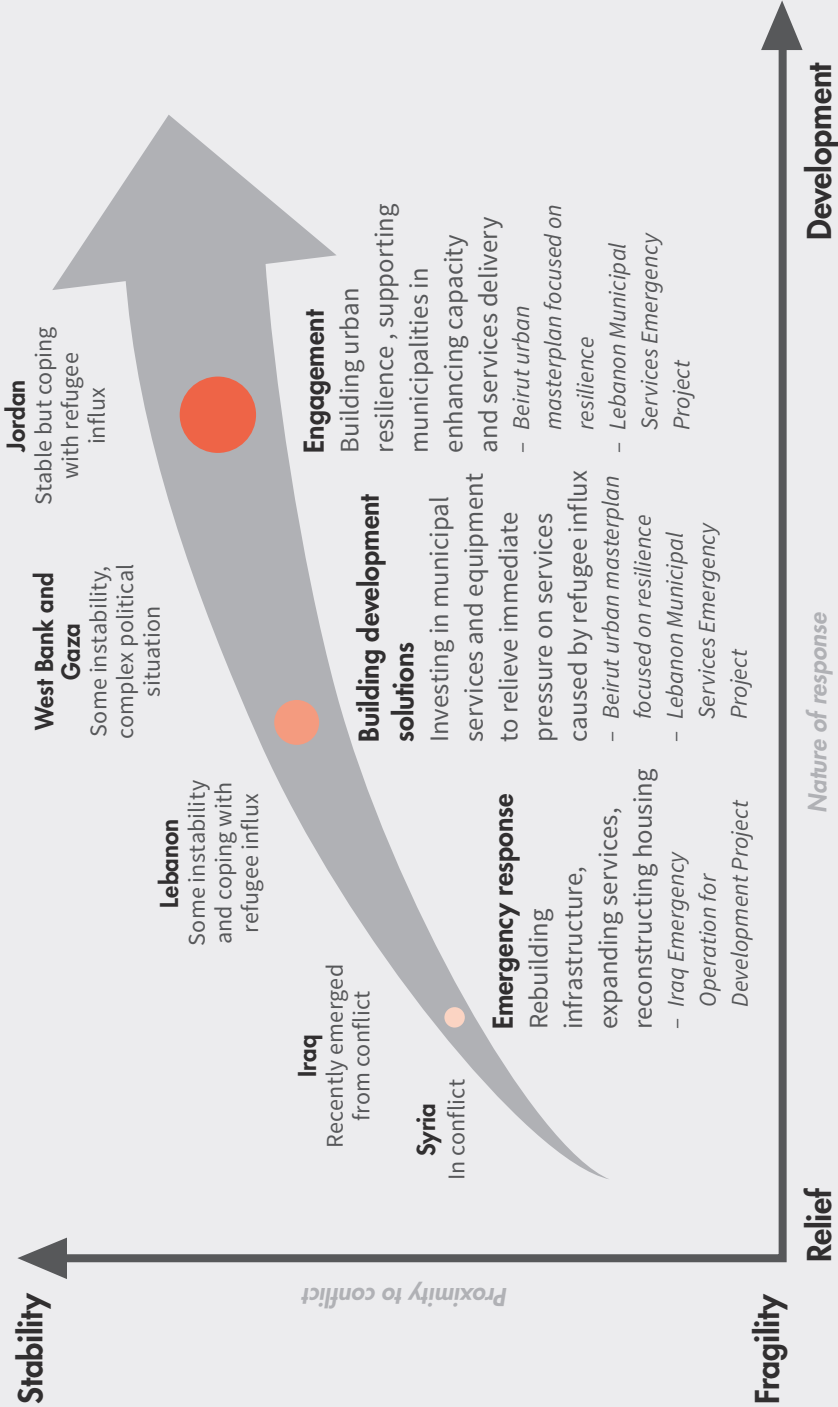 Stability
Proximity to conflict
Fragility
Relief
Nature of response
Development
Syria
In conflict
Iraq
Recently emerged
from conflict
Lebanon
Some instability
and coping with
refugee influx
West Bank and
Gaza
Some instability,
complex political
situation
Jordan
Stable but coping
with refugee
influx
Emergency response
Rebuilding
infrastructure,
expanding services,
reconstructing housing
– Iraq Emergency
Operation for
Development Project
Building development
solutions
Investing in municipal
services and equipment
to relieve immediate
pressure on services
caused by refugee influx
– Beirut urban masterplan
focused on resilience
– Lebanon Municipal
Services Emergency
Project
Engagement
Building urban
resilience , supporting
municipalities in
enhancing capacity
and services delivery
– Beirut urban
masterplan focused on
resilience
– Lebanon Municipal
Services Emergency
Project